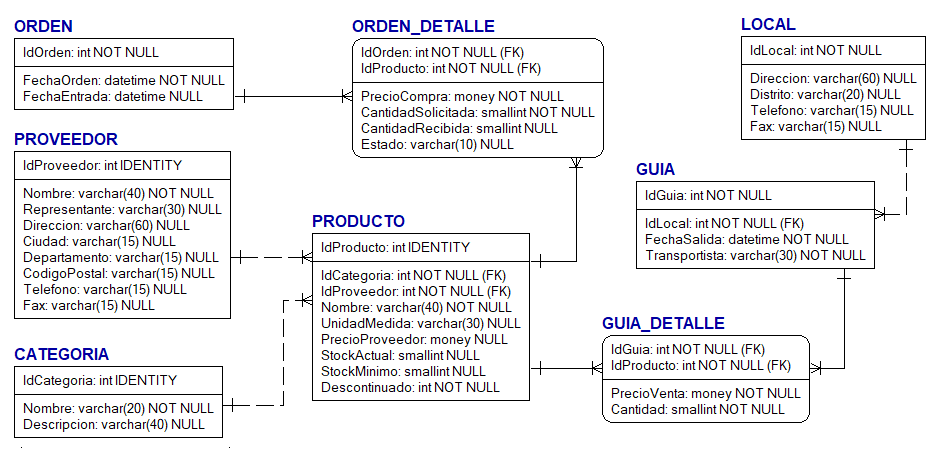 ORDEN
IdOrden: int NOT NULL
FechaOrden: datetime NOT NULL
FechaEntrada: datetime NULL
ORDEN_DETALLE
IdOrden: int NOT NULL (FK)
IdProducto: int NOT NULL (FK)
PrecioCompra: money NOT NULL
CantidadSolicitada: smallint NOT NULL
CantidadRecibida: smallint NULL
Estado: varchar(10) NULL
LOCAL
IdLocal: int NOT NULL
Direccion: varchar(60) NOT NULL
Distrito: varchar(20) NOT NULL
Telefono: varchar(15) NULL
Fax: varchar(15) NULL
PROVEEDOR
IdProveedor: int IDENTITY
Nombre: varchar(40) NOT NULL
Representante: varchar(30) NULL
Direccion: varchar(60) NULL
Ciudad: varchar(15) NULL
Departamento: varchar(15) NULL
CodigoPostal: varchar(15) NULL
Telefono: varchar(15) NULL
Fax: varchar(15) NULL
GUIA
IdGuia: int NOT NULL
IdLocal: int NOT NULL (FK)
FechaSalida: datetime NOT NULL
Transportista: varchar(30) NOT NULL
PRODUCTO
IdProducto: int IDENTITY
IdCategoria: int NOT NULL (FK)
IdProveedor: int NOT NULL (FK)
Nombre: varchar(40) NOT NULL
UnidadMedida: varchar(30) NULL
PrecioProveedor: money NULL
StockActual: smallint NULL
StockMinimo: smallint NULL
Descontinuado: int NOT NULL
GUIA_DETALLE
IdGuia: int NOT NULL (FK)
IdProducto: int NOT NULL (FK)
PrecioVenta: money NOT NULL
Cantidad: smallint NOT NULL
CATEGORIA
IdCategoria: int IDENTITY
Nombre: varchar(20) NOT NULL
Descripcion: varchar(40) NULL